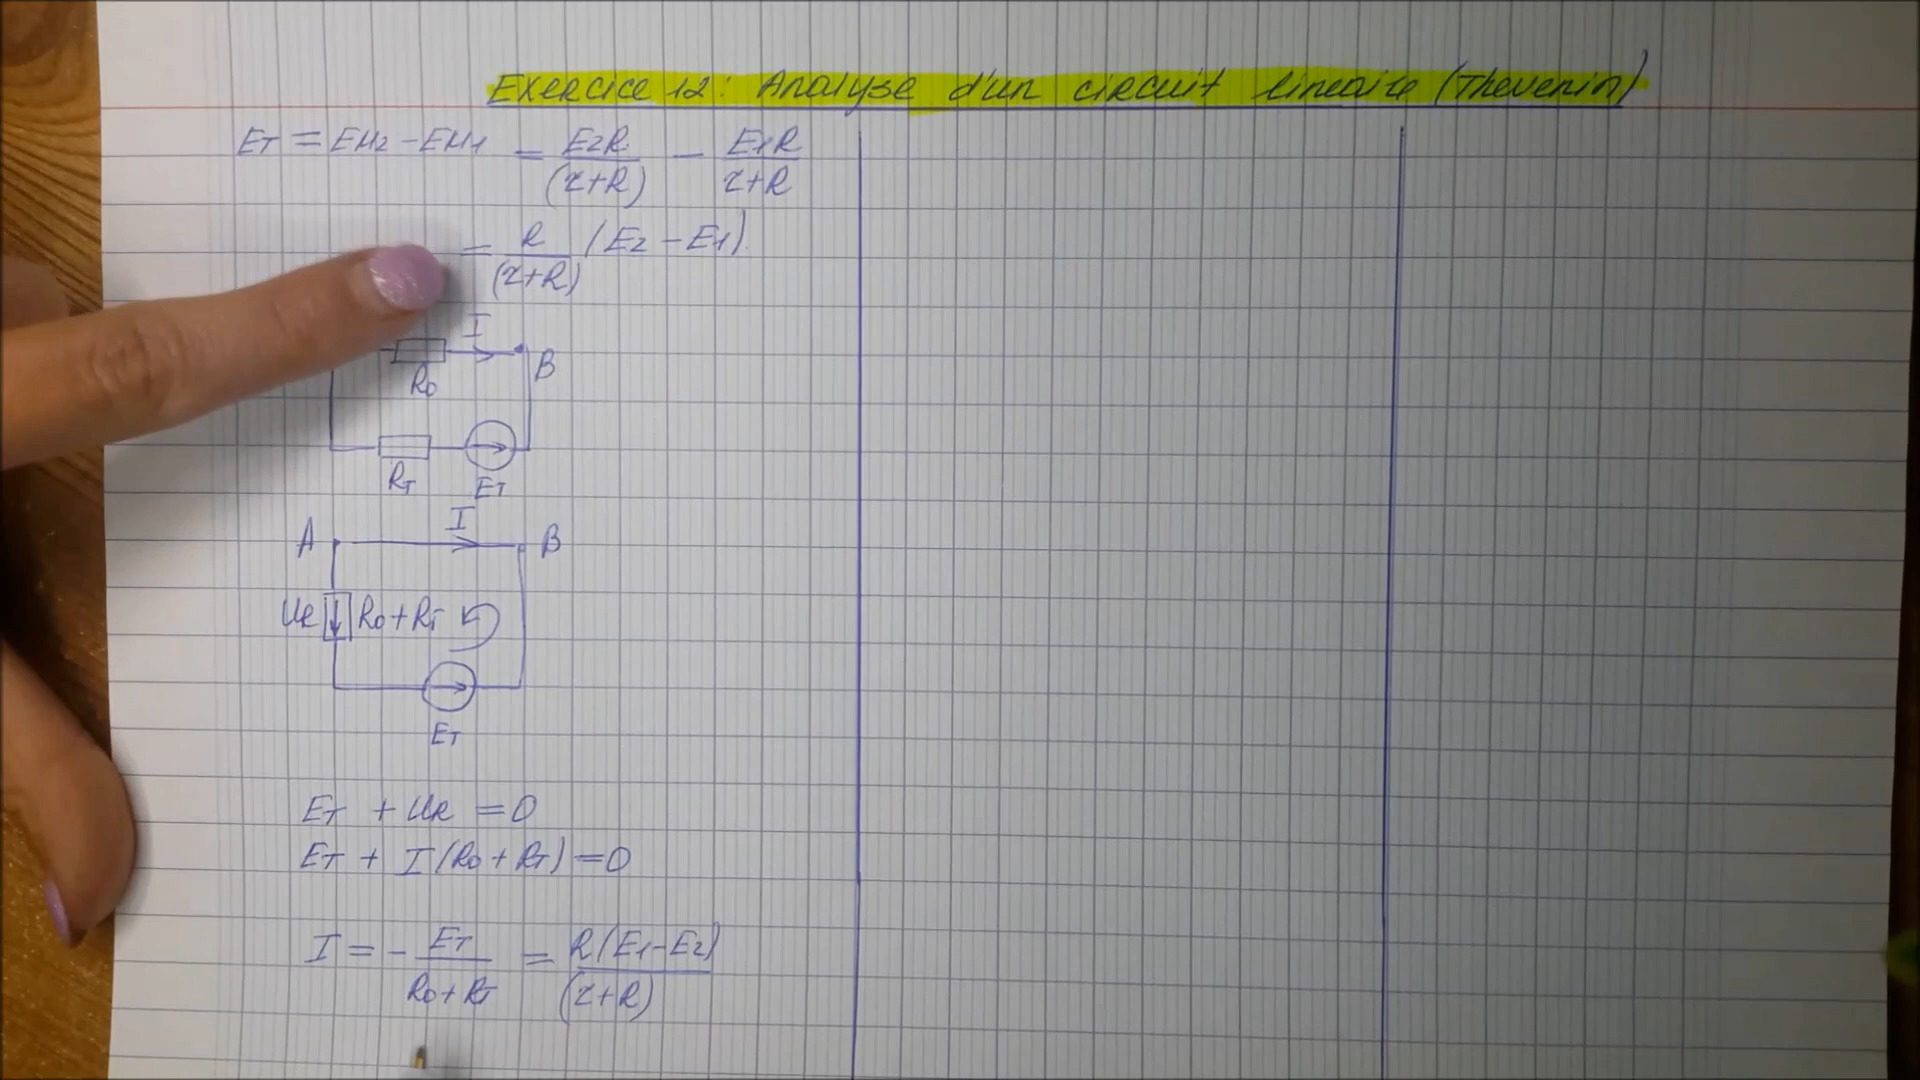 Exercice 12: Analyse d'un circuit lineaire (Thevenin)
ET = EM2 - EM1 = E2R/(r+R) - E1R/r+R
= R/(r+R) (E2 - E1).
I
B
R0
RT ET
I
A B
UR R0+RT
ET
ET + UR = 0
ET + I(R0+RT) = 0
I = - ET/R0+RT = R(E1-E2)/(r+R)